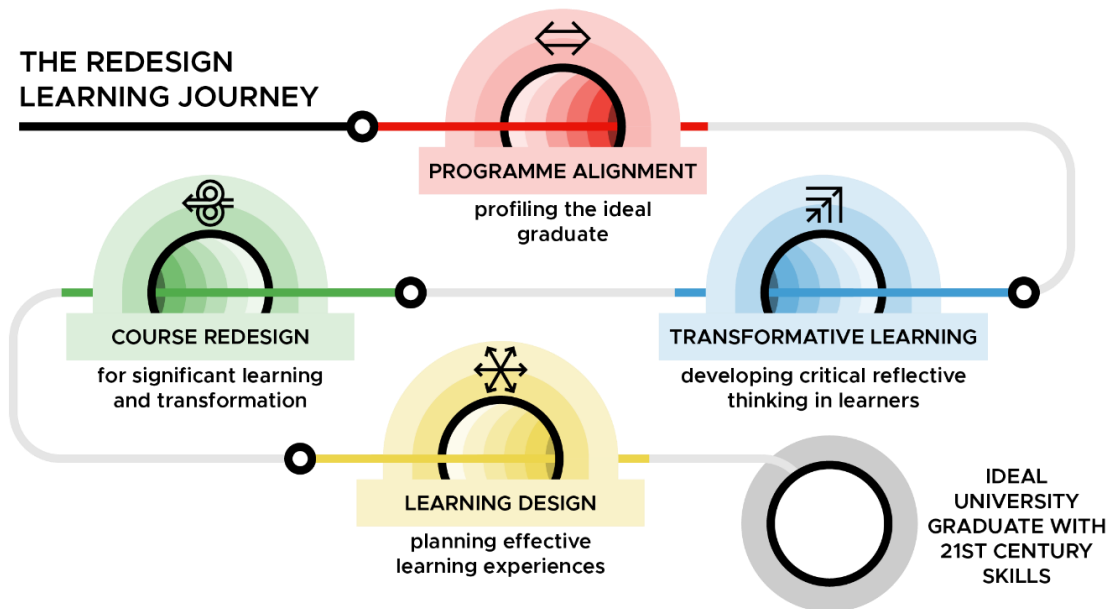 THE REDESIGN
LEARNING JOURNEY
PROGRAMME ALIGNMENT
profiling the ideal
graduate
TRANSFORMATIVE LEARNING
developing critical reflective
thinking in learners
COURSE REDESIGN
for significant learning
and transformation
LEARNING DESIGN
planning effective
learning experiences
IDEAL
UNIVERSITY
GRADUATE WITH
21ST CENTURY
SKILLS